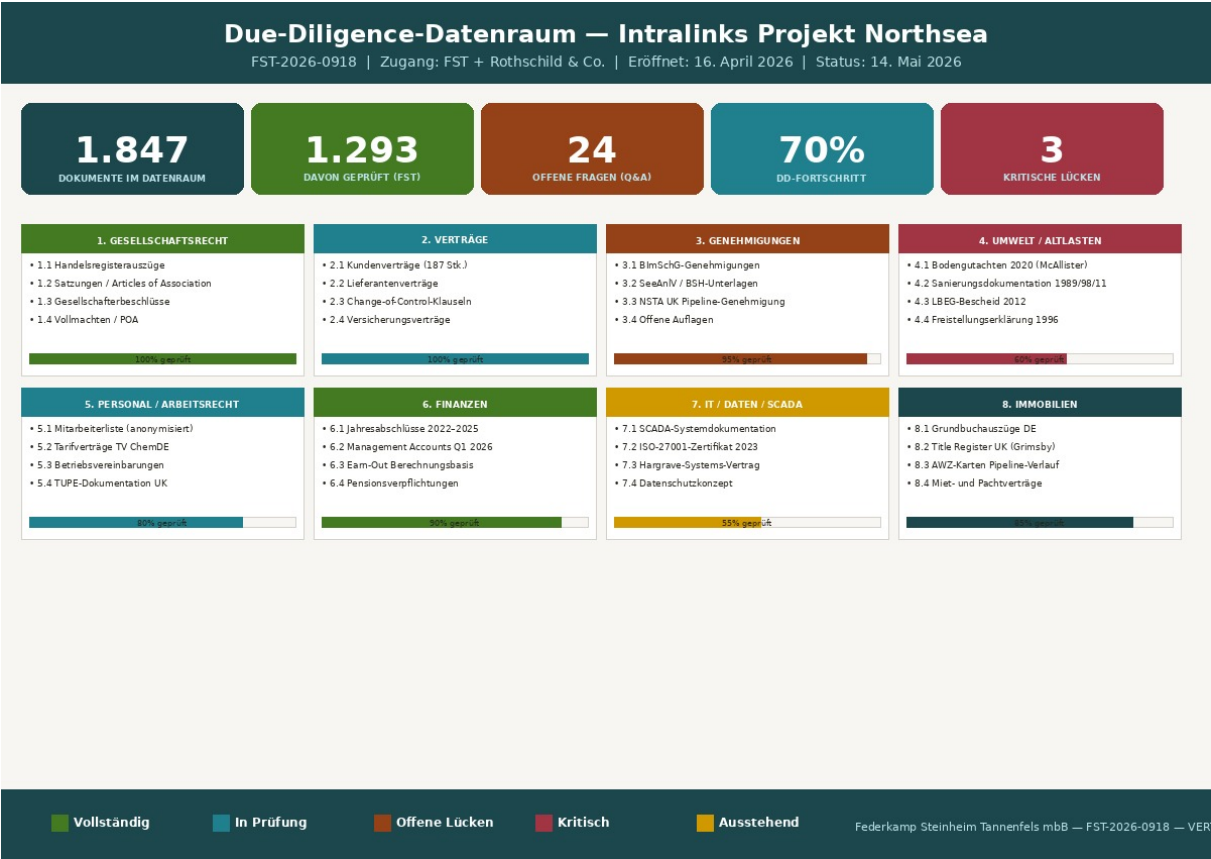 Due-Diligence-Datenraum — Intralinks Projekt Northsea
FST-2026-0918 | Zugang: FST + Rothschild & Co. | Eröffnet: 16. April 2026 | Status: 14. Mai 2026
1.847
DOKUMENTE IM DATENRAUM
1.293
DAVON GEPRÜFT (FST)
24
OFFENE FRAGEN (Q&A)
70%
DD-FORTSCHRITT
3
KRITISCHE LÜCKEN
1. GESELLSCHAFTSRECHT
• 1.1 Handelsregisterauszüge
• 1.2 Satzungen / Articles of Association
• 1.3 Gesellschafterbeschlüsse
• 1.4 Vollmachten / POA
100% geprüft
2. VERTRÄGE
• 2.1 Kundenverträge (187 Stk.)
• 2.2 Lieferantenverträge
• 2.3 Change-of-Control-Klauseln
• 2.4 Versicherungsverträge
100% geprüft
3. GENEHMIGUNGEN
• 3.1 BImSchG-Genehmigungen
• 3.2 SeeAnlV / BSH-Unterlagen
• 3.3 NSTA UK Pipeline-Genehmigung
• 3.4 Offene Auflagen
95% geprüft
4. UMWELT / ALTLASTEN
• 4.1 Bodengutachten 2020 (McAllister)
• 4.2 Sanierungsdokumentation 1989/98/11
• 4.3 LBEG-Bescheid 2012
• 4.4 Freistellungserklärung 1996
60% geprüft
5. PERSONAL / ARBEITSRECHT
• 5.1 Mitarbeiterliste (anonymisiert)
• 5.2 Tarifverträge TV ChemDE
• 5.3 Betriebsvereinbarungen
• 5.4 TUPE-Dokumentation UK
80% geprüft
6. FINANZEN
• 6.1 Jahresabschlüsse 2022–2025
• 6.2 Management Accounts Q1 2026
• 6.3 Earn-Out Berechnungsbasis
• 6.4 Pensionsverpflichtungen
90% geprüft
7. IT / DATEN / SCADA
• 7.1 SCADA-Systemdokumentation
• 7.2 ISO-27001-Zertifikat 2023
• 7.3 Hargrave-Systems-Vertrag
• 7.4 Datenschutzkonzept
55% geprüft
8. IMMOBILIEN
• 8.1 Grundbuchauszüge DE
• 8.2 Title Register UK (Grimsby)
• 8.3 AWZ-Karten Pipeline-Verlauf
• 8.4 Miet- und Pachtverträge
85% geprüft
Vollständig
In Prüfung
Offene Lücken
Kritisch
Ausstehend
Federkamp Steinheim Tannenfels mbB — FST-2026-0918 — VER